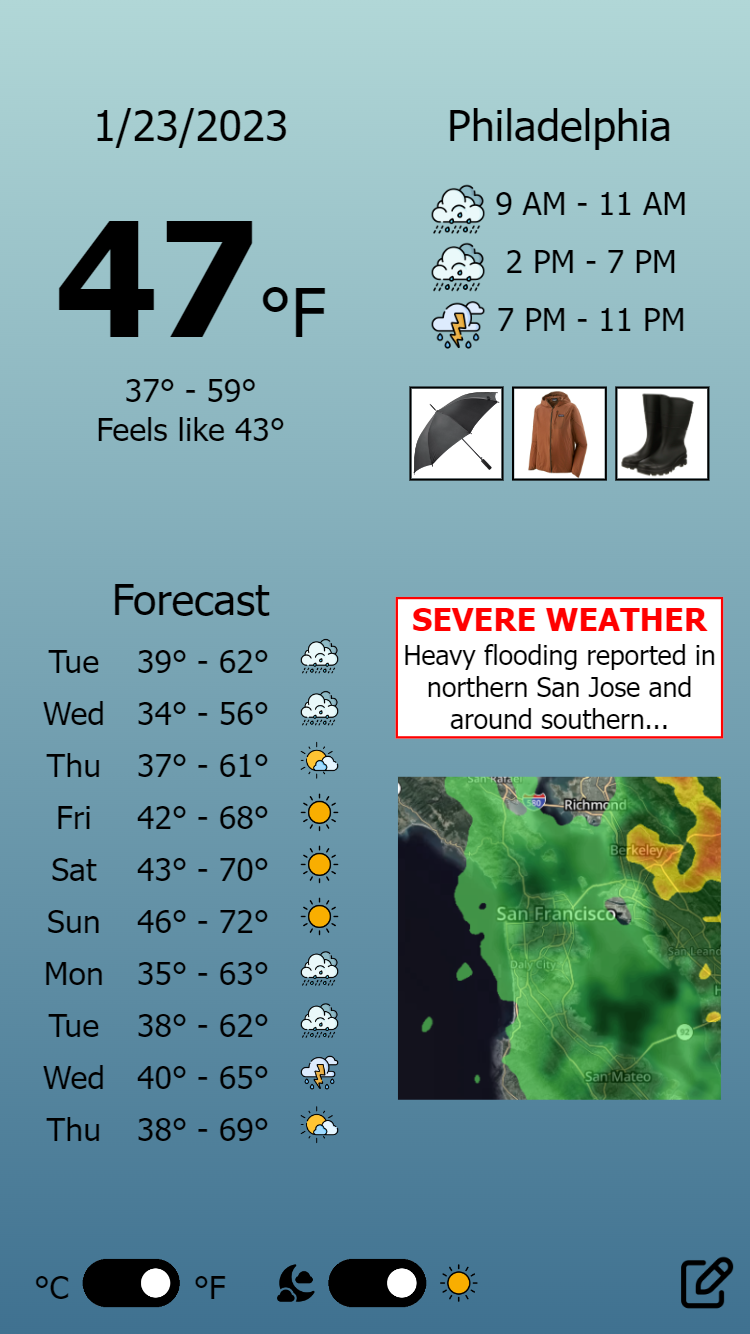 1/23/2023
47 °F
37° - 59°
Feels like 43°
Philadelphia
9 AM - 11 AM
2 PM - 7 PM
7 PM - 11 PM
Forecast
Tue 39° - 62°
Wed 34° - 56°
Thu 37° - 61°
Fri 42° - 68°
Sat 43° - 70°
Sun 46° - 72°
Mon 35° - 63°
Tue 38° - 62°
Wed 40° - 65°
Thu 38° - 69°
SEVERE WEATHER
Heavy flooding reported in
northern San Jose and
around southern...
San Rafael
580
Richmond
Berkeley
San Francisco
Daly City
92
San Mateo
°C °F